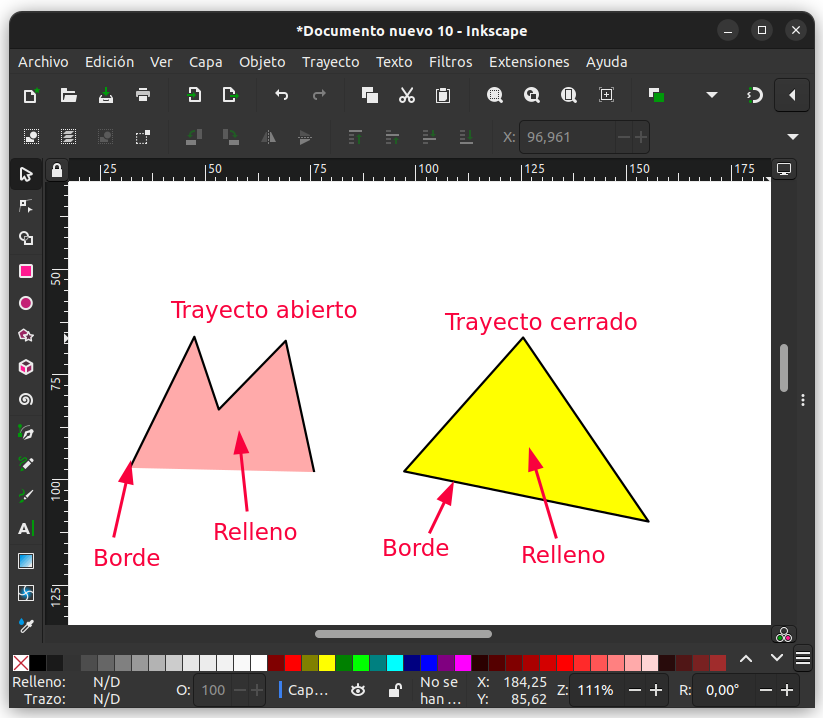 *Documento nuevo 10 - Inkscape
Archivo Edición Ver Capa Objeto Trayecto Texto Filtros Extensiones Ayuda
X: 96,961
25 50 75 100 125 150 175
50
75
100
125
Trayecto abierto
Trayecto cerrado
Borde
Relleno
Borde
Relleno
A
Relleno: N/D
Trazo: N/D
O: 100
Cap...
No se
han ...
X: 184,25
Y: 85,62
Z: 111%
R: 0,00°